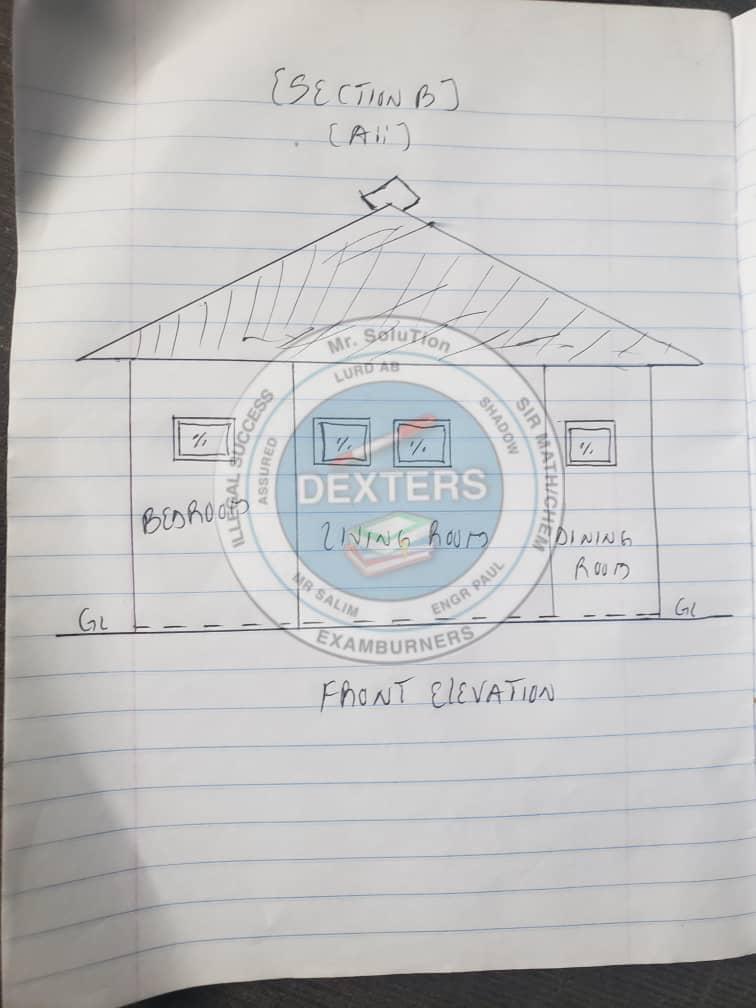 [SECTION B]
[Aii]
Mr. SoluTion
LURD AB
ILLEGAL SUCCESS
ASSURED
SHADOW
SIR MATH/CHEM
%
%
%
%
DEXTERS
BEDROOM
LIVING ROOM
DINING
ROOM
MR SALIM
ENGR PAUL
GL
GL
EXAMBURNERS
FRONT ELEVATION